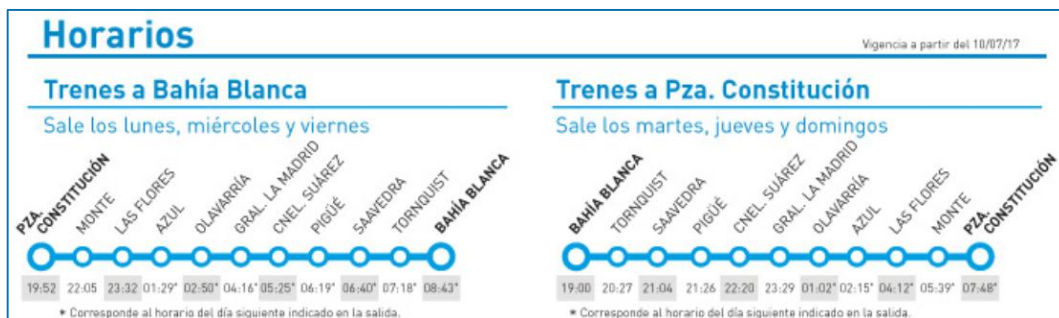 Horarios
Vigencia a partir del 10/07/17
Trenes a Bahía Blanca
Sale los lunes, miércoles y viernes
PZA. CONSTITUCIÓN
MONTE
LAS FLORES
AZUL
OLAVARRÍA
GRAL. LA MADRID
CNEL. SUÁREZ
PIGÜÉ
SAAVEDRA
TORNQUIST
BAHÍA BLANCA
19:52 22:05 23:32 01:29* 02:50* 04:16* 05:25* 06:19* 06:40* 07:18* 08:43*
* Corresponde al horario del día siguiente indicado en la salida.
Trenes a Pza. Constitución
Sale los martes, jueves y domingos
BAHÍA BLANCA
TORNQUIST
SAAVEDRA
PIGÜÉ
CNEL. SUÁREZ
GRAL. LA MADRID
OLAVARRÍA
AZUL
LAS FLORES
MONTE
PZA. CONSTITUCIÓN
19:00 20:27 21:04 21:26 22:20 23:29 01:02* 02:15* 04:12* 05:39* 07:48*
* Corresponde al horario del día siguiente indicado en la salida.